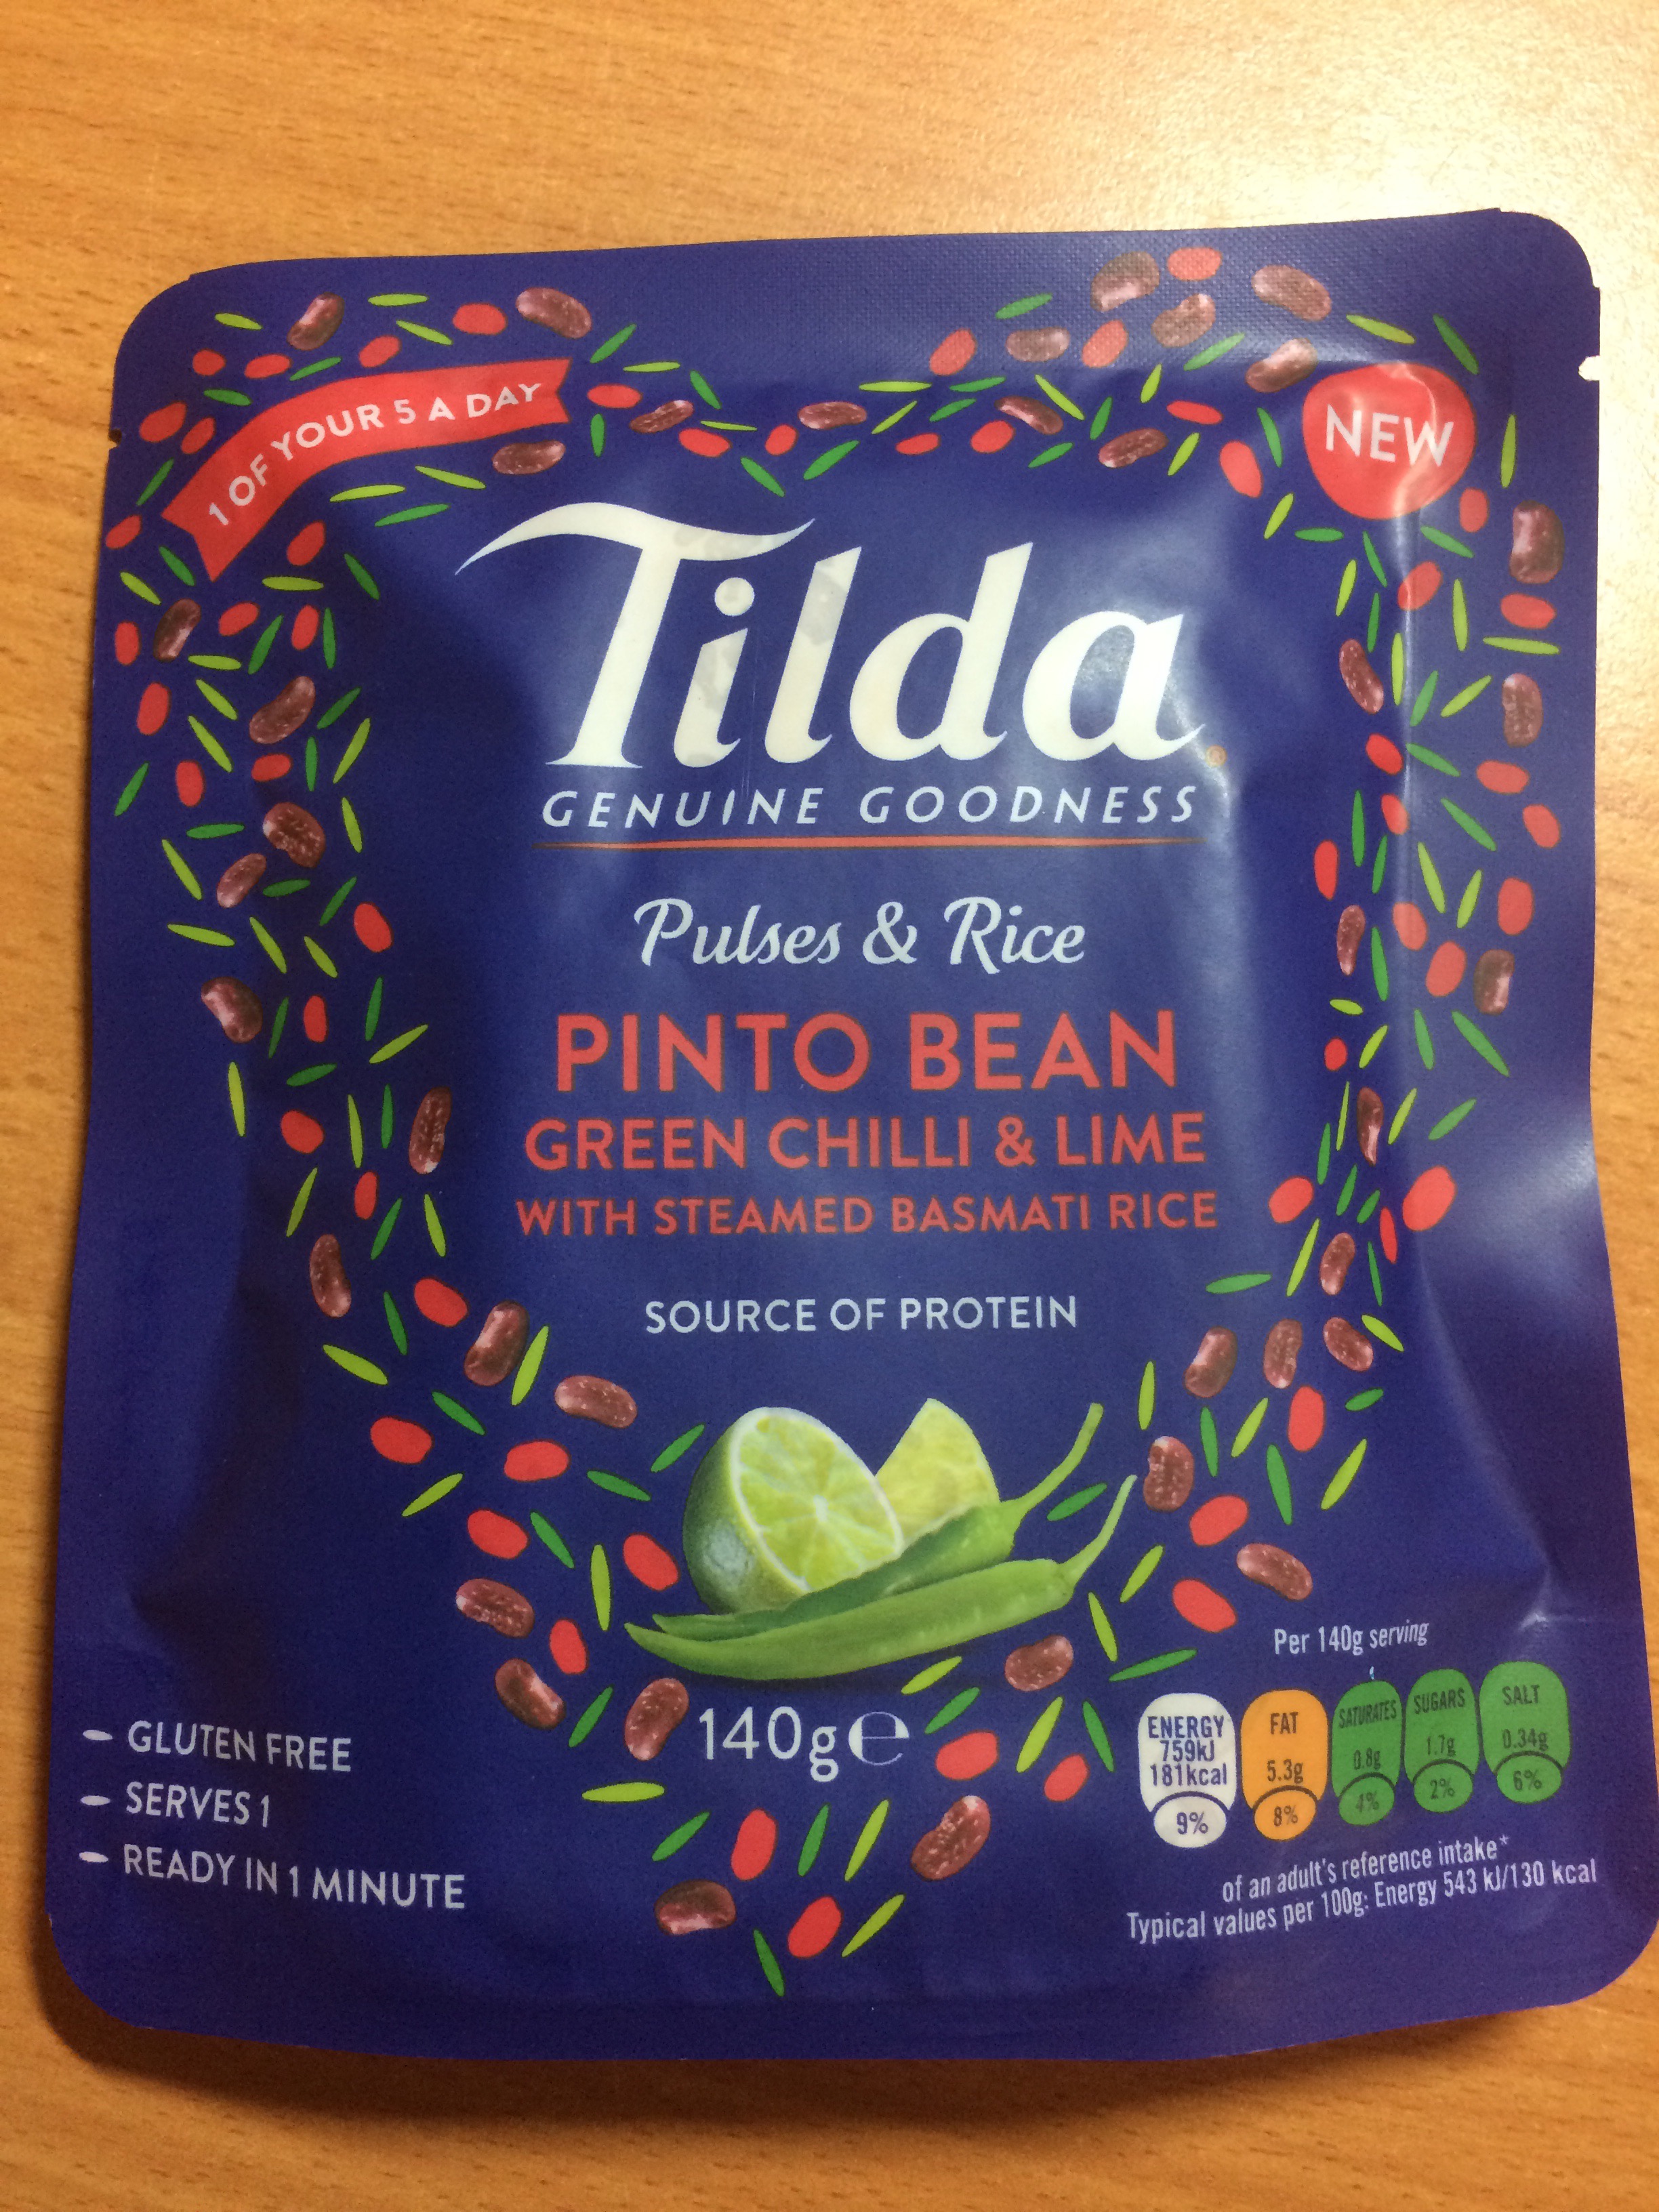 1 OF YOUR 5 A DAY
NEW
Tilda®
GENUINE GOODNESS
Pulses & Rice
PINTO BEAN
GREEN CHILLI & LIME
WITH STEAMED BASMATI RICE
SOURCE OF PROTEIN
140g℮
- GLUTEN FREE
- SERVES 1
- READY IN 1 MINUTE
Per 140g serving
ENERGY
759kJ
181kcal
9%
FAT
5.3g
8%
SATURATES
0.8g
4%
SUGARS
1.7g
2%
SALT
0.34g
6%
of an adult's reference intake*
Typical values per 100g: Energy 543 kJ/130 kcal